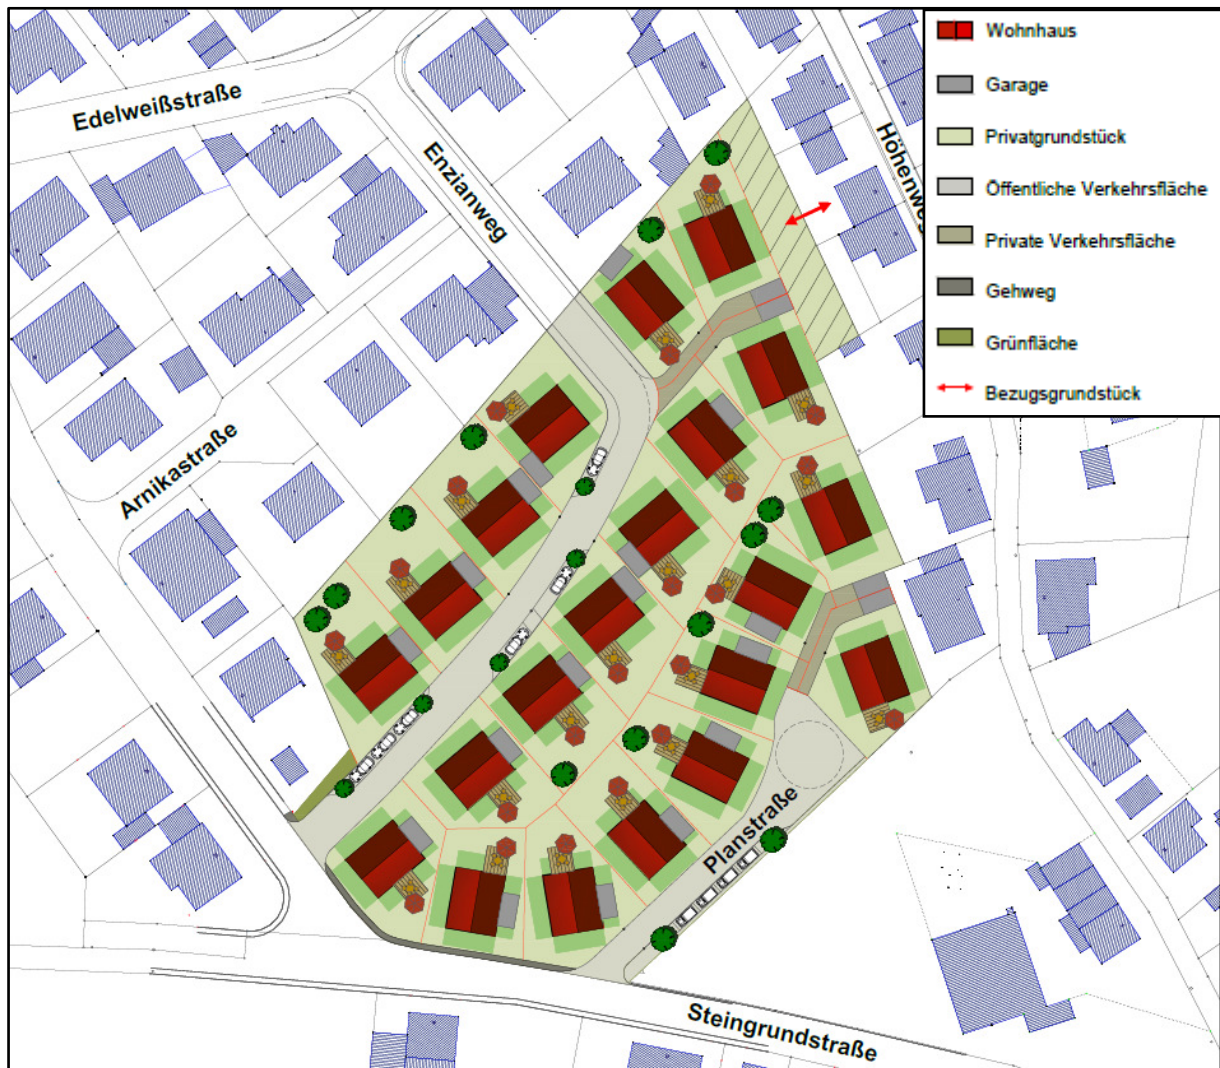 Edelweißstraße
Enzianweg
Höhenweg
Arnikastraße
Planstraße
Steingrundstraße
Wohnhaus
Garage
Privatgrundstück
Öffentliche Verkehrsfläche
Private Verkehrsfläche
Gehweg
Grünfläche
Bezugsgrundstück